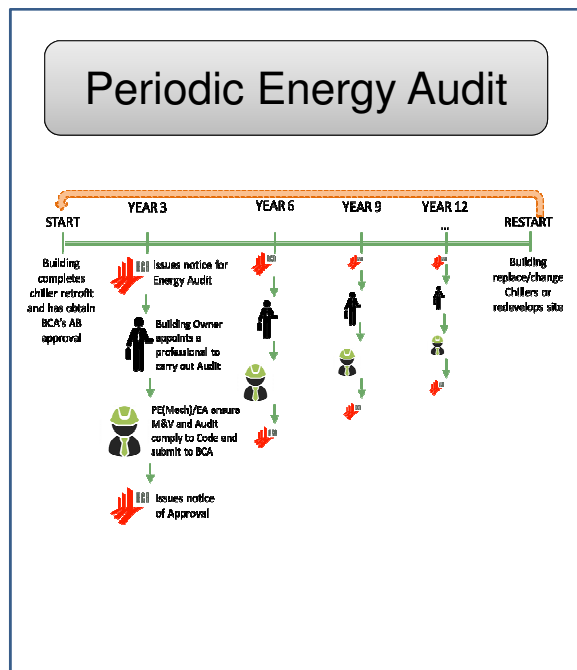 Periodic Energy Audit
START
YEAR 3
YEAR 6
YEAR 9
YEAR 12
...
RESTART
Building
completes
chiller retrofit
and has obtain
BCA's AB
approval
Issues notice for
Energy Audit
Building Owner
appoints a
professional to
carry out Audit
PE(Mech)/EA ensure
M&V and Audit
comply to Code and
submit to BCA
Issues notice
of Approval
Building
replace/change
Chillers or
redevelops site